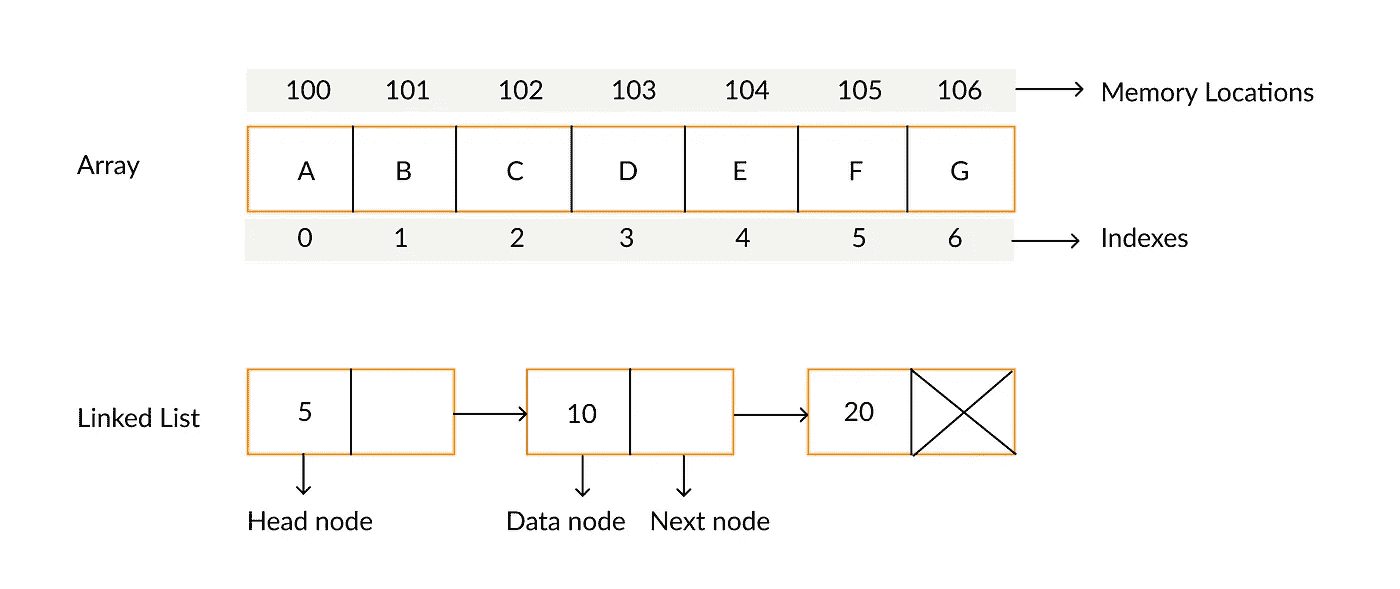 100 101 102 103 104 105 106 Memory Locations
Array A B C D E F G
0 1 2 3 4 5 6 Indexes
Linked List 5 10 20
Head node Data node Next node